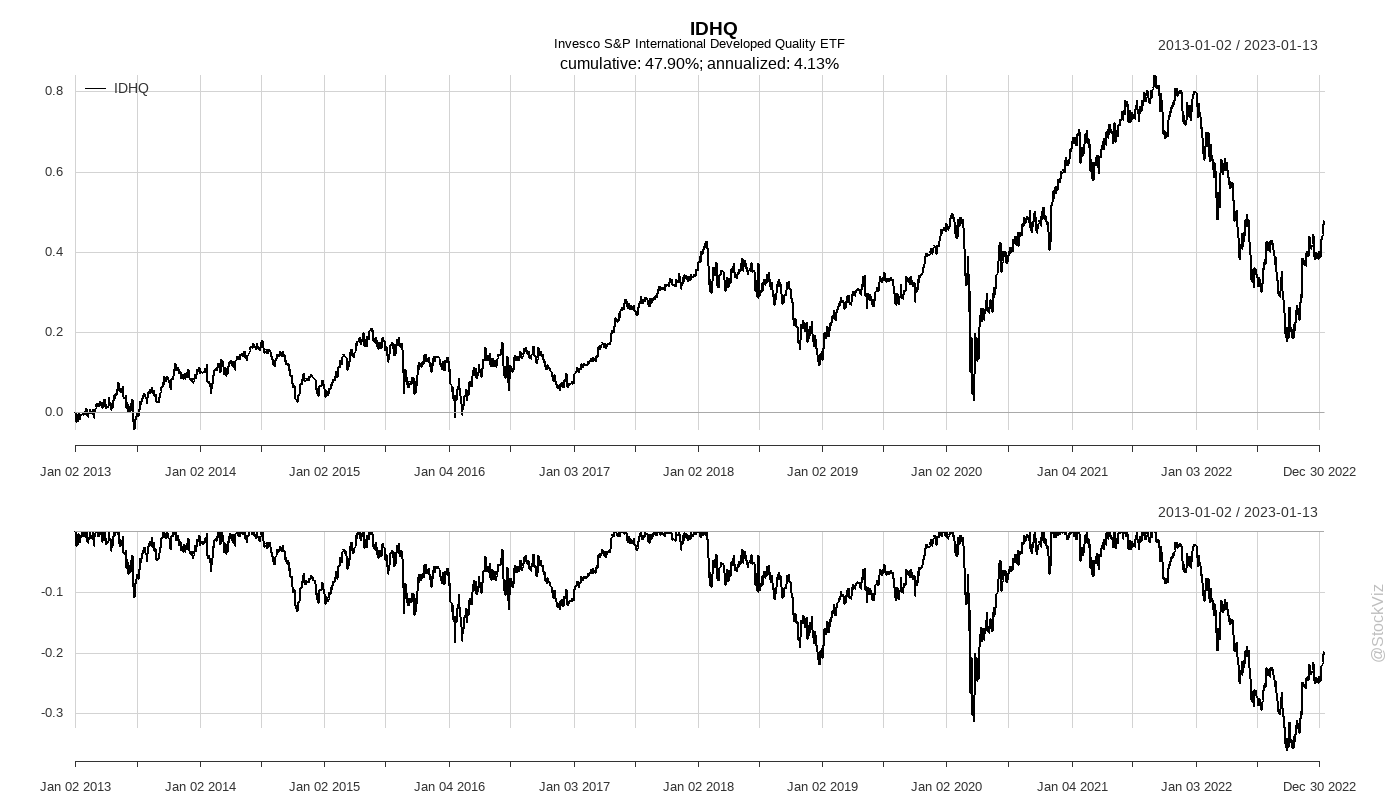 IDHQ
Invesco S&P International Developed Quality ETF
cumulative: 47.90%; annualized: 4.13%
2013-01-02 / 2023-01-13
IDHQ
0.8
0.6
0.4
0.2
0.0
Jan 02 2013 Jan 02 2014 Jan 02 2015 Jan 04 2016 Jan 03 2017 Jan 02 2018 Jan 02 2019 Jan 02 2020 Jan 04 2021 Jan 03 2022 Dec 30 2022
2013-01-02 / 2023-01-13
-0.1
-0.2
-0.3
Jan 02 2013 Jan 02 2014 Jan 02 2015 Jan 04 2016 Jan 03 2017 Jan 02 2018 Jan 02 2019 Jan 02 2020 Jan 04 2021 Jan 03 2022 Dec 30 2022
@StockViz